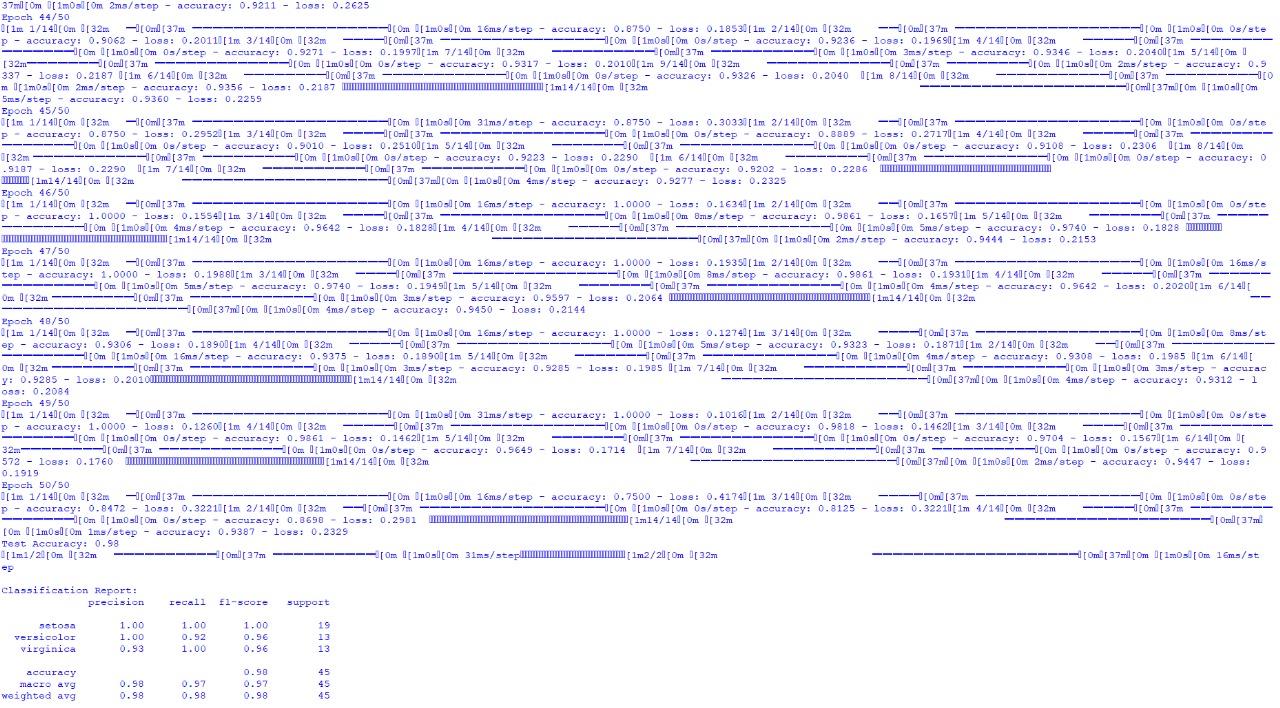 37m[0m [1m0s[0m 2ms/step - accuracy: 0.9211 - loss: 0.2625
Epoch 44/50
[1m 1/14[0m [32m ━[0m[37m ━━━━━━━━━━[0m [1m0s[0m 16ms/step - accuracy: 0.8750 - loss: 0.1853[1m 2/14[0m [32m ━━[0m[37m ━━━━━━━━━━[0m [1m0s[0m 0s/ste
p - accuracy: 0.9062 - loss: 0.2011[1m 3/14[0m [32m ━━━━[0m[37m ━━━━━━━━━━[0m [1m0s[0m 0s/step - accuracy: 0.9236 - loss: 0.1969[1m 4/14[0m [32m ━━━━━[0m[37m ━━━━━━
━━━━[0m [1m0s[0m 0s/step - accuracy: 0.9271 - loss: 0.1997[1m 7/14[0m [32m ━━━━━━━━━━[0m[37m ━━━━━━━━━━[0m [1m0s[0m 3ms/step - accuracy: 0.9346 - loss: 0.2040[1m 5/14[0m [
[32m━━━━━━━[0m[37m ━━━━━━━━━━[0m [1m0s[0m 0s/step - accuracy: 0.9317 - loss: 0.2010[1m 9/14[0m [32m ━━━━━━━━━━[0m[37m ━━━━━━━[0m [1m0s[0m 2ms/step - accuracy: 0.9
337 - loss: 0.2187 [1m 6/14[0m [32m ━━━━━━━━[0m[37m ━━━━━━━━━━[0m [1m0s[0m 0s/step - accuracy: 0.9326 - loss: 0.2040 [1m 8/14[0m [32m ━━━━━━━━━━[0m[37m ━━━━━━━━[0
m [1m0s[0m 2ms/step - accuracy: 0.9356 - loss: 0.2187 [1m14/14[0m [32m ━━━━━━━━━━[0m[37m[0m [1m0s[0m
5ms/step - accuracy: 0.9360 - loss: 0.2259
Epoch 45/50
[1m 1/14[0m [32m ━[0m[37m ━━━━━━━━━━[0m [1m0s[0m 31ms/step - accuracy: 0.8750 - loss: 0.3033[1m 2/14[0m [32m ━━[0m[37m ━━━━━━━━━━[0m [1m0s[0m 0s/ste
p - accuracy: 0.8750 - loss: 0.2952[1m 3/14[0m [32m ━━━━[0m[37m ━━━━━━━━━━[0m [1m0s[0m 0s/step - accuracy: 0.8889 - loss: 0.2717[1m 4/14[0m [32m ━━━━━[0m[37m ━━━━━━
━━━━[0m [1m0s[0m 0s/step - accuracy: 0.9010 - loss: 0.2510[1m 5/14[0m [32m ━━━━━━━[0m[37m ━━━━━━━━━━[0m [1m0s[0m 0s/step - accuracy: 0.9108 - loss: 0.2306 [1m 8/14[0m
[32m ━━━━━━━━━━[0m[37m ━━━━━━━━[0m [1m0s[0m 0s/step - accuracy: 0.9223 - loss: 0.2290 [1m 6/14[0m [32m ━━━━━━━━[0m[37m ━━━━━━━━━━[0m [1m0s[0m 0s/step - accuracy: 0
.9187 - loss: 0.2290 [1m 7/14[0m [32m ━━━━━━━━━━[0m[37m ━━━━━━━━━━[0m [1m0s[0m 0s/step - accuracy: 0.9202 - loss: 0.2286
[1m14/14[0m [32m ━━━━━━━━━━[0m[37m[0m [1m0s[0m 4ms/step - accuracy: 0.9277 - loss: 0.2325
Epoch 46/50
[1m 1/14[0m [32m ━[0m[37m ━━━━━━━━━━[0m [1m0s[0m 16ms/step - accuracy: 1.0000 - loss: 0.1634[1m 2/14[0m [32m ━━[0m[37m ━━━━━━━━━━[0m [1m0s[0m 0s/ste
p - accuracy: 1.0000 - loss: 0.1554[1m 3/14[0m [32m ━━━━[0m[37m ━━━━━━━━━━[0m [1m0s[0m 8ms/step - accuracy: 0.9861 - loss: 0.1657[1m 5/14[0m [32m ━━━━━━━[0m[37m ━━━━
━━━━[0m [1m0s[0m 4ms/step - accuracy: 0.9642 - loss: 0.1828[1m 4/14[0m [32m ━━━━━[0m[37m ━━━━━━━━━━[0m [1m0s[0m 5ms/step - accuracy: 0.9740 - loss: 0.1828
[1m14/14[0m [32m ━━━━━━━━━━[0m[37m[0m [1m0s[0m 2ms/step - accuracy: 0.9444 - loss: 0.2153
Epoch 47/50
[1m 1/14[0m [32m ━[0m[37m ━━━━━━━━━━[0m [1m0s[0m 16ms/step - accuracy: 1.0000 - loss: 0.1935[1m 2/14[0m [32m ━━[0m[37m ━━━━━━━━━━[0m [1m0s[0m 16ms/s
tep - accuracy: 1.0000 - loss: 0.1988[1m 3/14[0m [32m ━━━━[0m[37m ━━━━━━━━━━[0m [1m0s[0m 8ms/step - accuracy: 0.9861 - loss: 0.1931[1m 4/14[0m [32m ━━━━━[0m[37m ━━━━━
━━━━━[0m [1m0s[0m 5ms/step - accuracy: 0.9740 - loss: 0.1949[1m 5/14[0m [32m ━━━━━━━[0m[37m ━━━━━━━━━━[0m [1m0s[0m 4ms/step - accuracy: 0.9642 - loss: 0.2020[1m 6/14[
0m [32m ━━━━━━━━[0m[37m ━━━━━━━━━━[0m [1m0s[0m 3ms/step - accuracy: 0.9597 - loss: 0.2064 [1m14/14[0m [32m ━
━━━━━━━━━[0m[37m[0m [1m0s[0m 4ms/step - accuracy: 0.9450 - loss: 0.2144
Epoch 48/50
[1m 1/14[0m [32m ━[0m[37m ━━━━━━━━━━[0m [1m0s[0m 16ms/step - accuracy: 1.0000 - loss: 0.1274[1m 3/14[0m [32m ━━━━[0m[37m ━━━━━━━━━━[0m [1m0s[0m 8ms/st
ep - accuracy: 0.9306 - loss: 0.1890[1m 4/14[0m [32m ━━━━━[0m[37m ━━━━━━━━━━[0m [1m0s[0m 5ms/step - accuracy: 0.9323 - loss: 0.1871[1m 2/14[0m [32m ━━[0m[37m ━━━━━━
━━━━[0m [1m0s[0m 16ms/step - accuracy: 0.9375 - loss: 0.1890[1m 5/14[0m [32m ━━━━━━━[0m[37m ━━━━━━━━━━[0m [1m0s[0m 4ms/step - accuracy: 0.9308 - loss: 0.1985 [1m 6/14[
0m [32m ━━━━━━━━[0m[37m ━━━━━━━━━━[0m [1m0s[0m 3ms/step - accuracy: 0.9285 - loss: 0.1985 [1m 7/14[0m [32m ━━━━━━━━━━[0m[37m ━━━━━━━━━━[0m [1m0s[0m 3ms/step - accurac
y: 0.9285 - loss: 0.2010[1m14/14[0m [32m ━━━━━━━━━━[0m[37m[0m [1m0s[0m 4ms/step - accuracy: 0.9312 - l
oss: 0.2084
Epoch 49/50
[1m 1/14[0m [32m ━[0m[37m ━━━━━━━━━━[0m [1m0s[0m 31ms/step - accuracy: 1.0000 - loss: 0.1016[1m 2/14[0m [32m ━━[0m[37m ━━━━━━━━━━[0m [1m0s[0m 0s/ste
p - accuracy: 1.0000 - loss: 0.1260[1m 4/14[0m [32m ━━━━━[0m[37m ━━━━━━━━━━[0m [1m0s[0m 0s/step - accuracy: 0.9818 - loss: 0.1462[1m 3/14[0m [32m ━━━━[0m[37m ━━━━━━
━━━━[0m [1m0s[0m 0s/step - accuracy: 0.9861 - loss: 0.1462[1m 5/14[0m [32m ━━━━━━━[0m[37m ━━━━━━━━━━[0m [1m0s[0m 0s/step - accuracy: 0.9704 - loss: 0.1567[1m 6/14[0m [[
32m━━━━━━━━[0m[37m ━━━━━━━━━━[0m [1m0s[0m 0s/step - accuracy: 0.9649 - loss: 0.1714 [1m 7/14[0m [32m ━━━━━━━━━━[0m[37m ━━━━━━━━━━[0m [1m0s[0m 0s/step - accuracy: 0.9
572 - loss: 0.1760 [1m14/14[0m [32m ━━━━━━━━━━[0m[37m[0m [1m0s[0m 2ms/step - accuracy: 0.9447 - loss:
0.1919
Epoch 50/50
[1m 1/14[0m [32m ━[0m[37m ━━━━━━━━━━[0m [1m0s[0m 16ms/step - accuracy: 0.7500 - loss: 0.4174[1m 3/14[0m [32m ━━━━[0m[37m ━━━━━━━━━━[0m [1m0s[0m 0s/ste
p - accuracy: 0.8472 - loss: 0.3221[1m 2/14[0m [32m ━━[0m[37m ━━━━━━━━━━[0m [1m0s[0m 0s/step - accuracy: 0.8125 - loss: 0.3221[1m 4/14[0m [32m ━━━━━[0m[37m ━━━━━━
━━━━[0m [1m0s[0m 0s/step - accuracy: 0.8698 - loss: 0.2981 [1m14/14[0m [32m ━━━━━━━━━━[0m[37m
[0m [1m0s[0m 1ms/step - accuracy: 0.9387 - loss: 0.2329
Test Accuracy: 0.98
[1m1/2[0m [32m ━━━━━━━━━━[0m[37m ━━━━━━━━━━[0m [1m0s[0m 31ms/step[1m2/2[0m [32m ━━━━━━━━━━[0m[37m[0m [1m0s[0m 16ms/st
ep
Classification Report:
precision recall f1-score support
setosa 1.00 1.00 1.00 19
versicolor 1.00 0.92 0.96 13
virginica 0.93 1.00 0.96 13
accuracy 0.98 45
macro avg 0.98 0.97 0.97 45
weighted avg 0.98 0.98 0.98 45